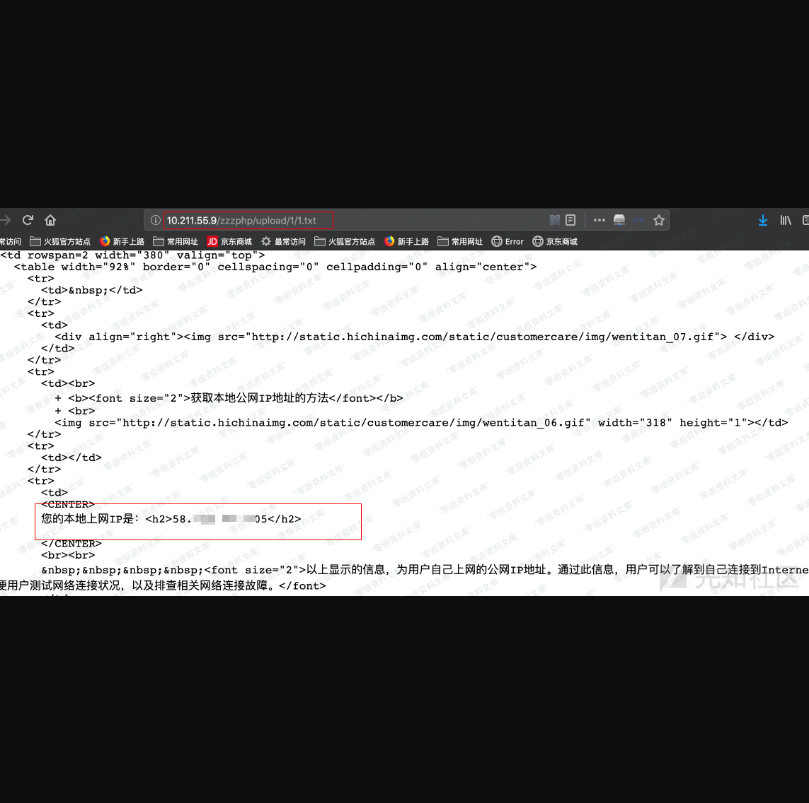 10.211.55.9/zzzphp/upload/1/1.txt
常访问 火狐官方站点 新手上路 常用网址 JD 京东商城 最常访问 火狐官方站点 新手上路 常用网址 Error 京东商城
<td rowspan=2 width="380" valign="top">
<table width="92%" border="0" cellspacing="0" cellpadding="0" align="center">
<tr>
<td>&nbsp;</td>
</tr>
<tr>
<td>
<div align="right"><img src="http://static.hichinaimg.com/static/customercare/img/wentitan_07.gif"> </div>
</td>
</tr>
<tr>
<td><br>
+ <b><font size="2">获取本地公网IP地址的方法</font></b>
+ <br>
<img src="http://static.hichinaimg.com/static/customercare/img/wentitan_06.gif" width="318" height="1"></td>
</tr>
<tr>
<td></td>
</tr>
<tr>
<td>
<CENTER>
您的本地上网IP是：<h2>58. 05</h2>
</CENTER>
<br><br>
&nbsp;&nbsp;&nbsp;&nbsp;<font size="2">以上显示的信息，为用户自己上网的公网IP地址。通过此信息，用户可以了解到自己连接到Interne
便用户测试网络连接状况，以及排查相关网络连接故障。</font>
先知社区
零组资料文库